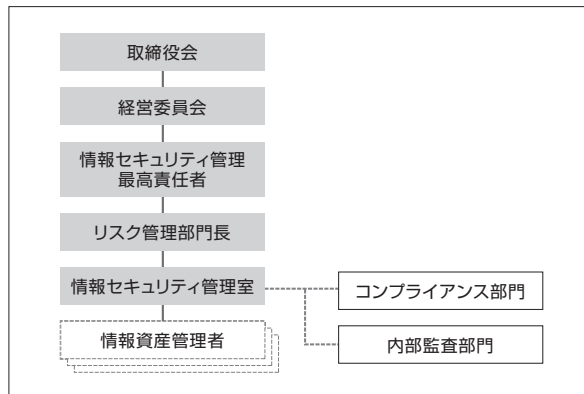 取締役会
経営委員会
情報セキュリティ管理
最高責任者
リスク管理部門長
情報セキュリティ管理室
コンプライアンス部門
情報資産管理者
内部監査部門